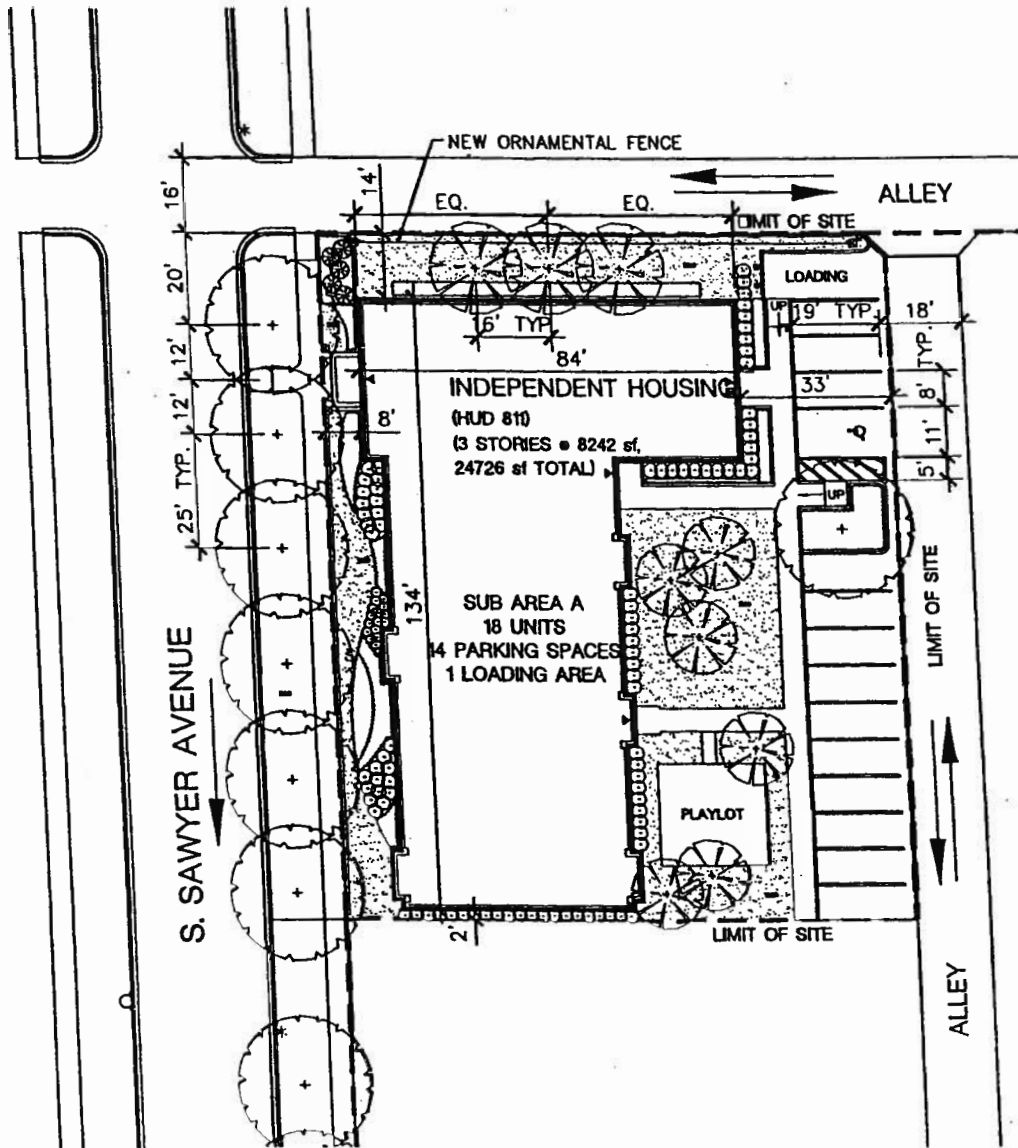 NEW ORNAMENTAL FENCE
16'
14'
EQ.
EQ.
ALLEY
LIMIT OF SITE
20'
LOADING
UP
19' TYP.
18'
6' TYP
12'
84'
TYP.
INDEPENDENT HOUSING
33'
8'
(HUD 811)
12'
8'
(3 STORIES @ 8242 sf,
11'
24726 sf TOTAL)
5'
25' TYP.
UP
134'
SUB AREA A
18 UNITS
14 PARKING SPACES
1 LOADING AREA
LIMIT OF SITE
S. SAWYER AVENUE
PLAYLOT
2'
LIMIT OF SITE
ALLEY